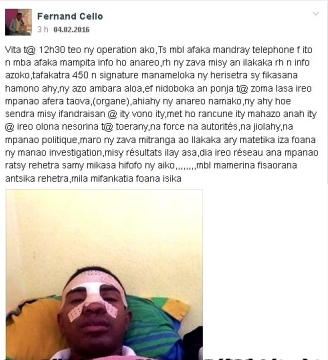 Fernand Cello
3 h 04.02.2016
Vita t@ 12h30 teo ny operation ako,Ts mbl afaka mandray telephone f ito
n mba afaka mampita info ho anareo,rh ny zava misy an ilakaka rh n info
azoko,tafakatra 450 n signature manameloka ny herisetra sy fikasana
hamono ahy,ny azo ambara aloa,ef nidoboka an ponja t@ zoma lasa ireo
mpanao afera taova,(organe),ahiahy ny anareo namako,ny ahy hoe
sendra misy ifandraisan @ ity vono ity,met ho rancune ity mahazo anah ity
@ ireo olona nesorina t@ toerany,na force na autorités,na jiolahy,na
mpanao politique,maro ny zava mitranga ao Ilakaka ary matetika iza foana
ny manao investigation,misy résultats ilay asa,dia ireo réseau ana mpanao
ratsy rehetra samy mikasa hifofo ny aiko,,,,,,,,mbl mamerina fisaorana
antsika rehetra,mila mifankatia foana isika